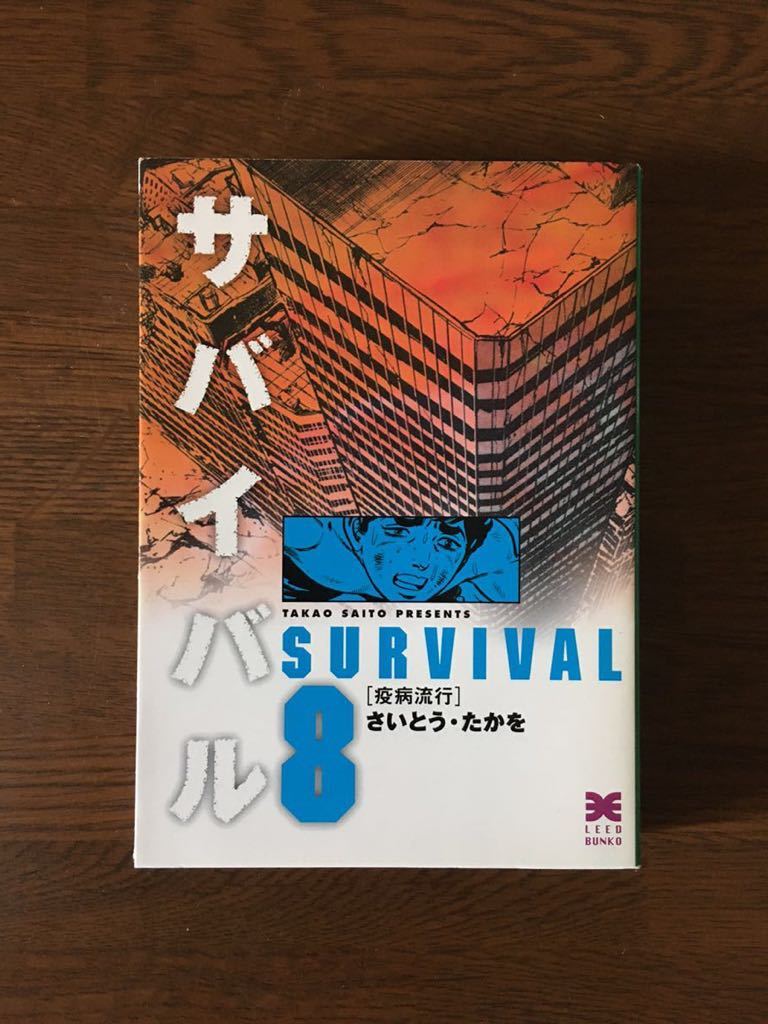 サバイバル
TAKAO SAITO PRESENTS
SURVIVAL
8
[疫病流行]
さいとう・たかを
LEED
BUNKO